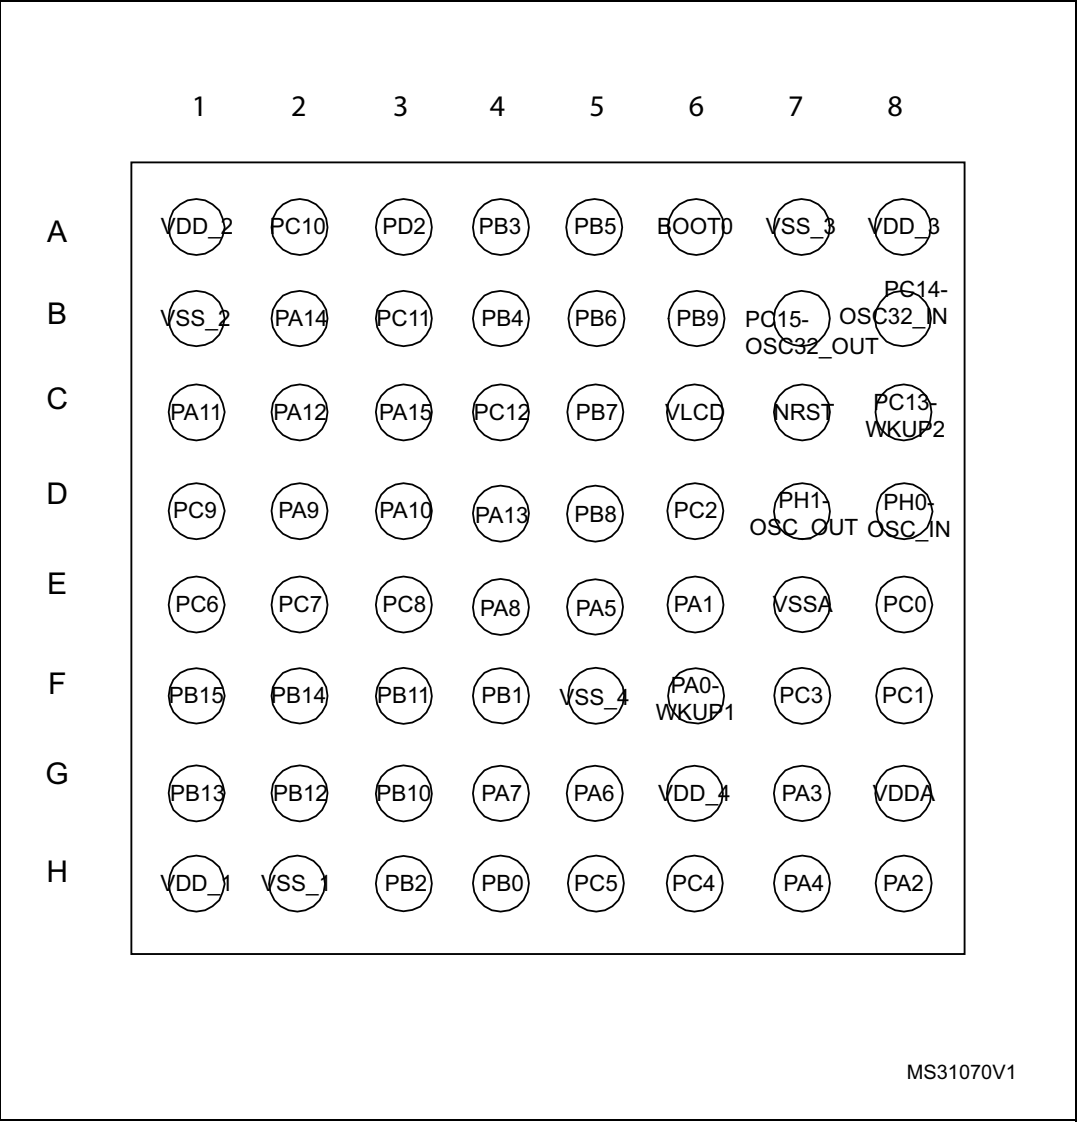 1 2 3 4 5 6 7 8
A VDD_2 PC10 PD2 PB3 PB5 BOOT0 VSS_3 VDD_3
B VSS_2 PA14 PC11 PB4 PB6 PB9 PC15- PC14-
OSC32_OUT OSC32_IN
C PA11 PA12 PA15 PC12 PB7 VLCD NRST PC13-
WKUP2
D PC9 PA9 PA10 PA13 PB8 PC2 PH1- PH0-
OSC_OUT OSC_IN
E PC6 PC7 PC8 PA8 PA5 PA1 VSSA PC0
F PB15 PB14 PB11 PB1 VSS_4 PA0- PC3 PC1
WKUP1
G PB13 PB12 PB10 PA7 PA6 VDD_4 PA3 VDDA
H VDD_1 VSS_1 PB2 PB0 PC5 PC4 PA4 PA2
MS31070V1